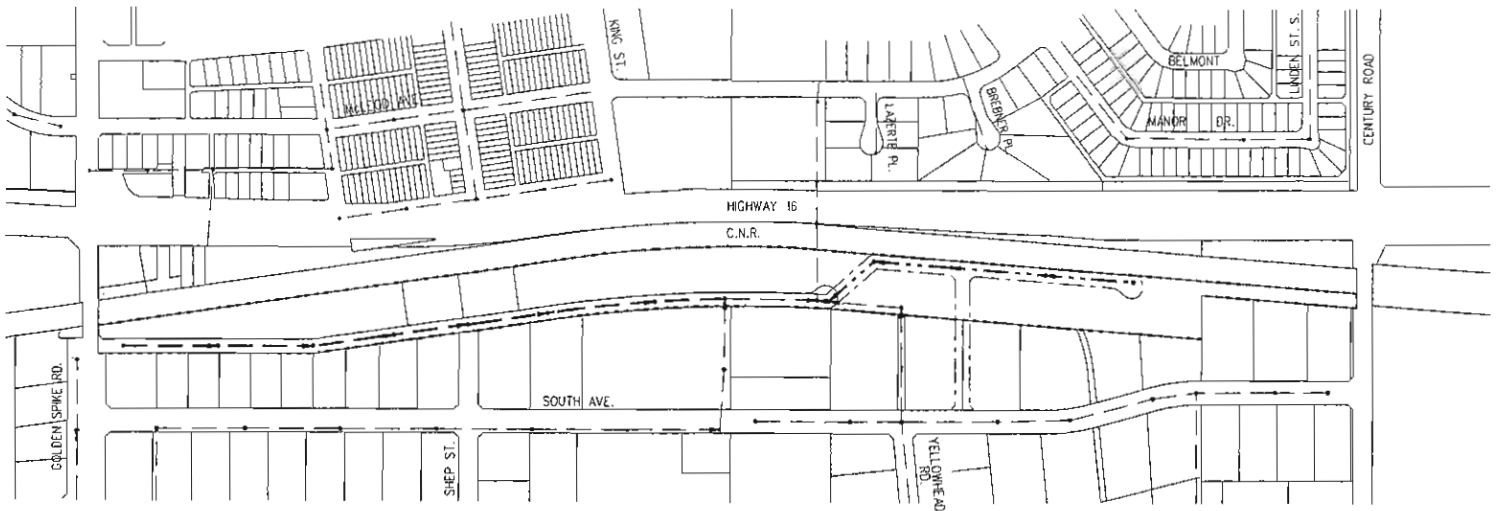 KING ST.
BELMONT
LINDEN ST. S.
CENTURY ROAD
McLEOD AVE
LAZERTE PL.
BREBNER PL.
MANOR DR.
HIGHWAY 16
C.N.R.
GOLDEN SPIKE RD.
SOUTH AVE.
SHEP ST.
YELLOWHEAD
RD.